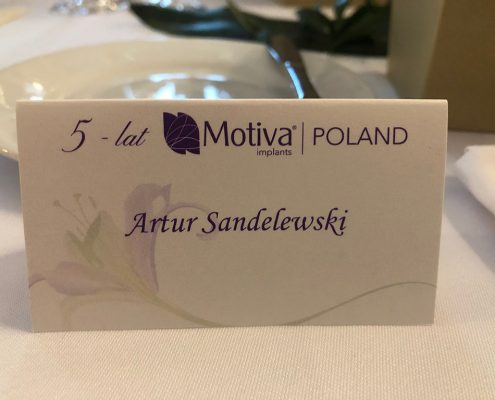 5 - lat Motiva® | POLAND
implants
Artur Sandelewski